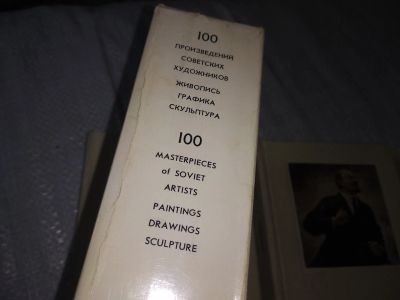 100
ПРОИЗВЕДЕНИЙ
СОВЕТСКИХ
ХУДОЖНИКОВ
ЖИВОПИСЬ
ГРАФИКА
СКУЛЬПТУРА
100
MASTERPIECES
of SOVIET
ARTISTS
PAINTINGS
DRAWINGS
SCULPTURE